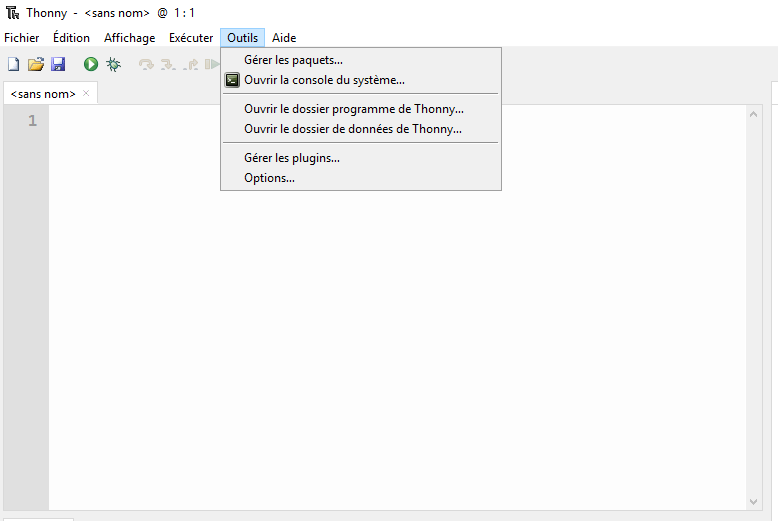 Thonny - <sans nom> @ 1 : 1
Fichier Édition Affichage Exécuter Outils Aide
Gérer les paquets...
Ouvrir la console du système...
<sans nom> ×
Ouvrir le dossier programme de Thonny...
1
Ouvrir le dossier de données de Thonny...
Gérer les plugins...
Options...